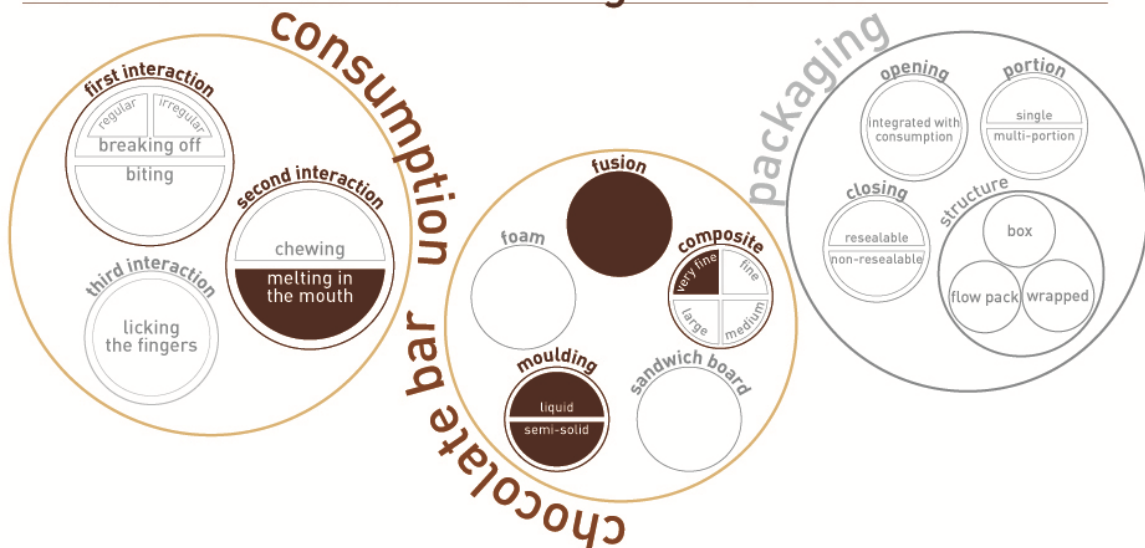 consumption
first interaction
regular
irregular
breaking off
biting
second interaction
chewing
melting in
the mouth
third interaction
licking
the fingers
chocolate bar
fusion
foam
composite
very fine
fine
large
medium
moulding
liquid
semi-solid
sandwich board
packaging
opening
integrated with
consumption
portion
single
multi-portion
closing
resealable
non-resealable
structure
box
flow pack
wrapped